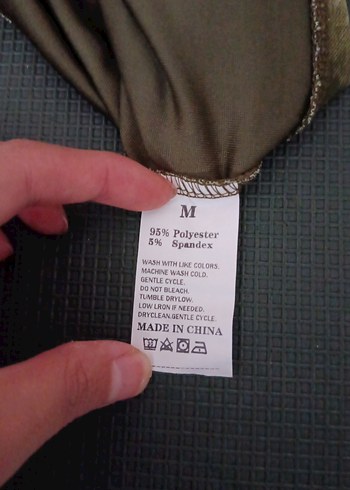 M
95% Polyester
5% Spandex
WASH WITH LIKE COLORS.
MACHINE WASH COLD.
GENTLE CYCLE.
DO NOT BLEACH.
TUMBLE DRYLOW.
LOW LRON IF NEEDED.
DRYCLEAN.GENTLE CYCLE.
MADE IN CHINA